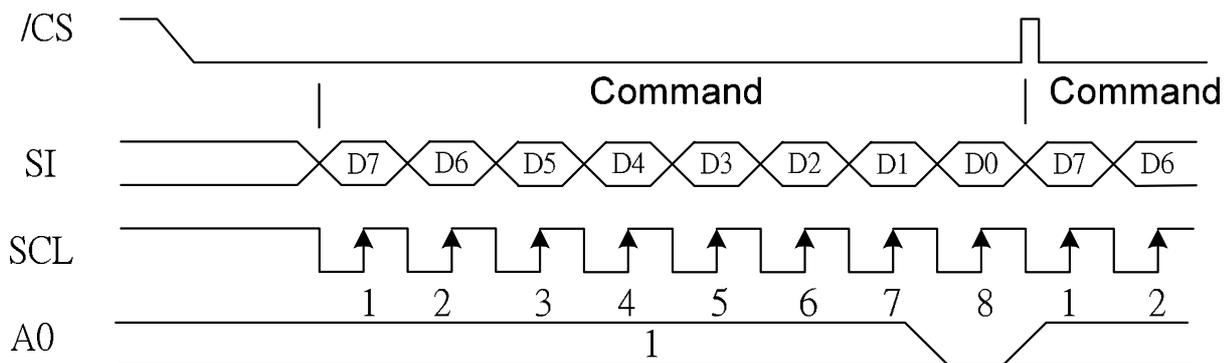 /CS
Command Command
SI D7 D6 D5 D4 D3 D2 D1 D0 D7 D6
SCL
1 2 3 4 5 6 7 8 1 2
A0 1